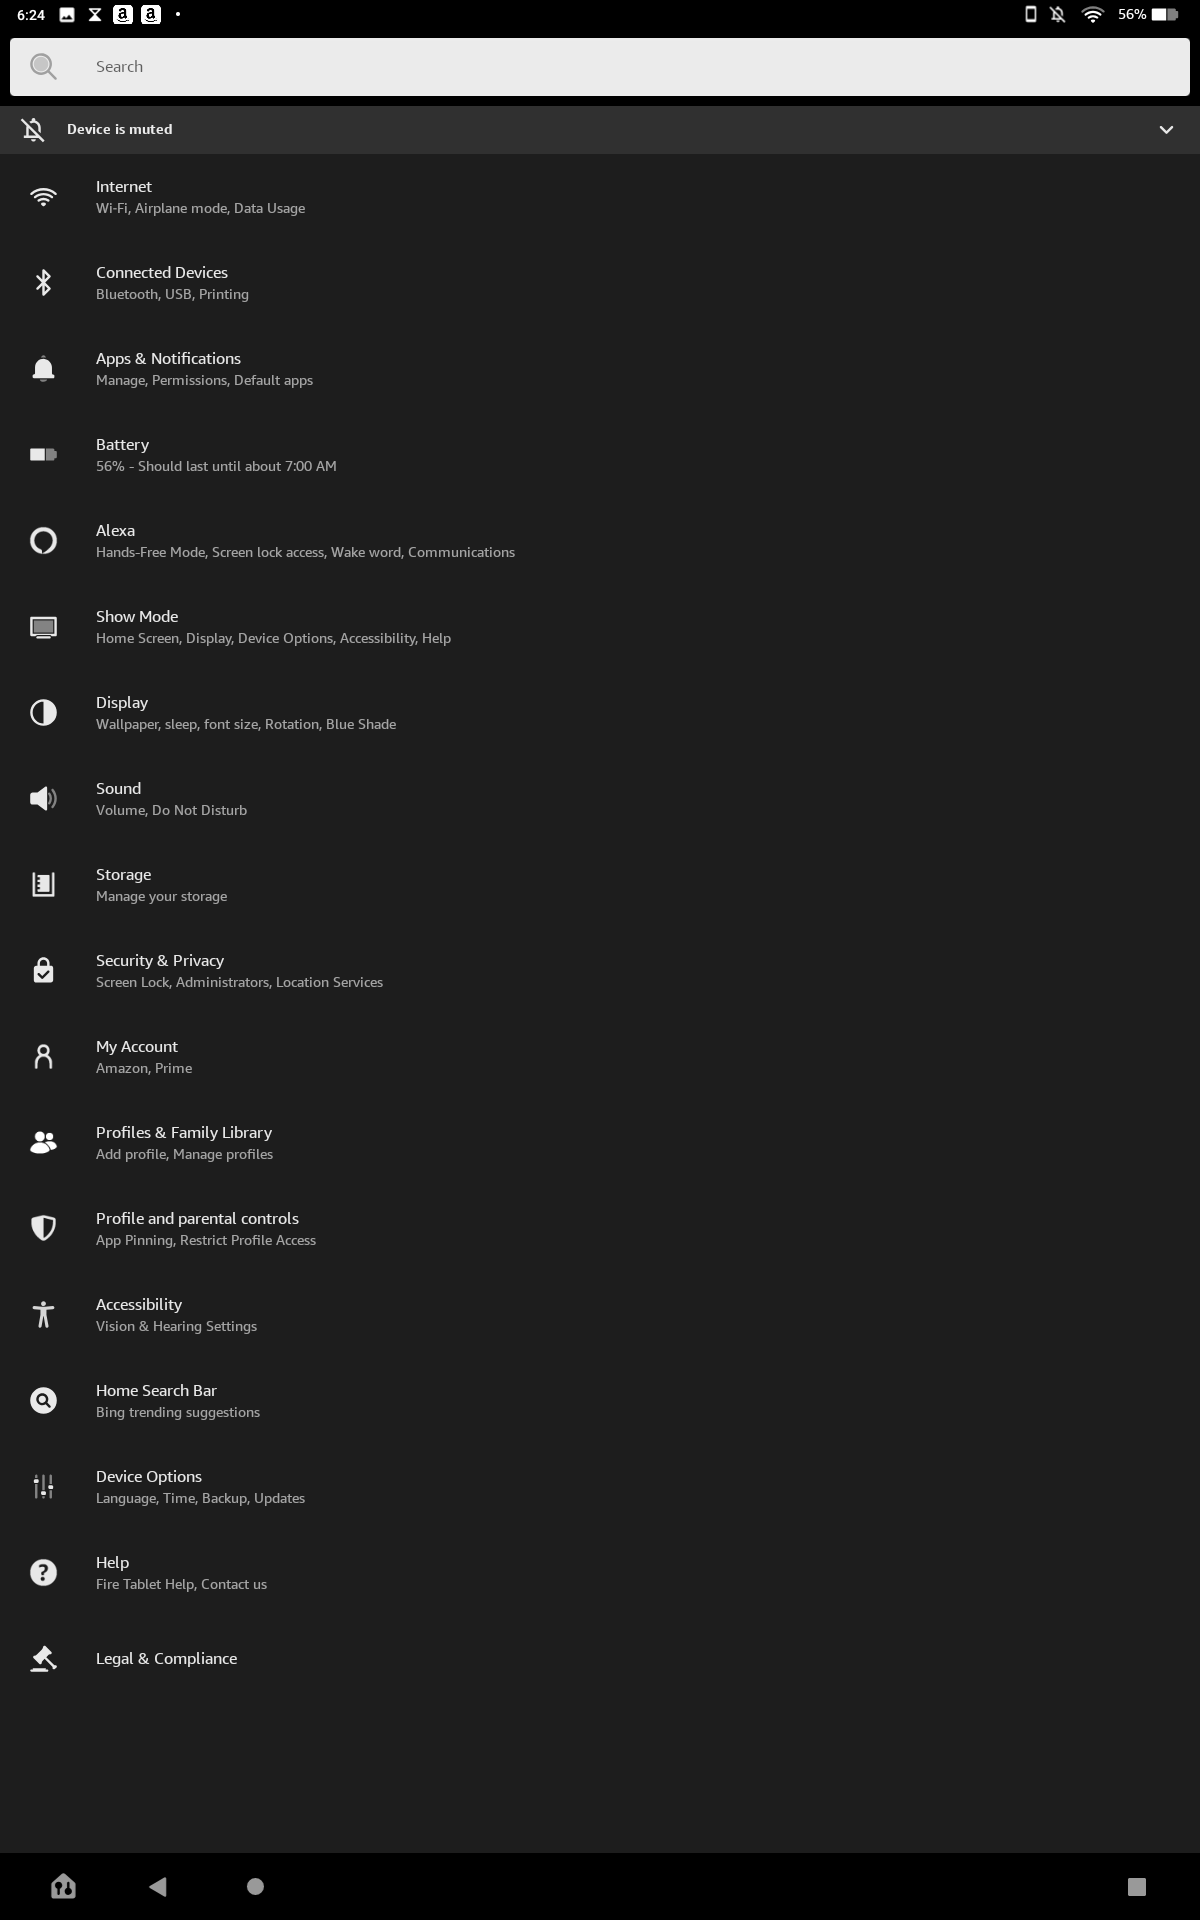 6:24
56%
Search
Device is muted
Internet
Wi-Fi, Airplane mode, Data Usage
Connected Devices
Bluetooth, USB, Printing
Apps & Notifications
Manage, Permissions, Default apps
Battery
56% - Should last until about 7:00 AM
Alexa
Hands-Free Mode, Screen lock access, Wake word, Communications
Show Mode
Home Screen, Display, Device Options, Accessibility, Help
Display
Wallpaper, sleep, font size, Rotation, Blue Shade
Sound
Volume, Do Not Disturb
Storage
Manage your storage
Security & Privacy
Screen Lock, Administrators, Location Services
My Account
Amazon, Prime
Profiles & Family Library
Add profile, Manage profiles
Profile and parental controls
App Pinning, Restrict Profile Access
Accessibility
Vision & Hearing Settings
Home Search Bar
Bing trending suggestions
Device Options
Language, Time, Backup, Updates
Help
Fire Tablet Help, Contact us
Legal & Compliance